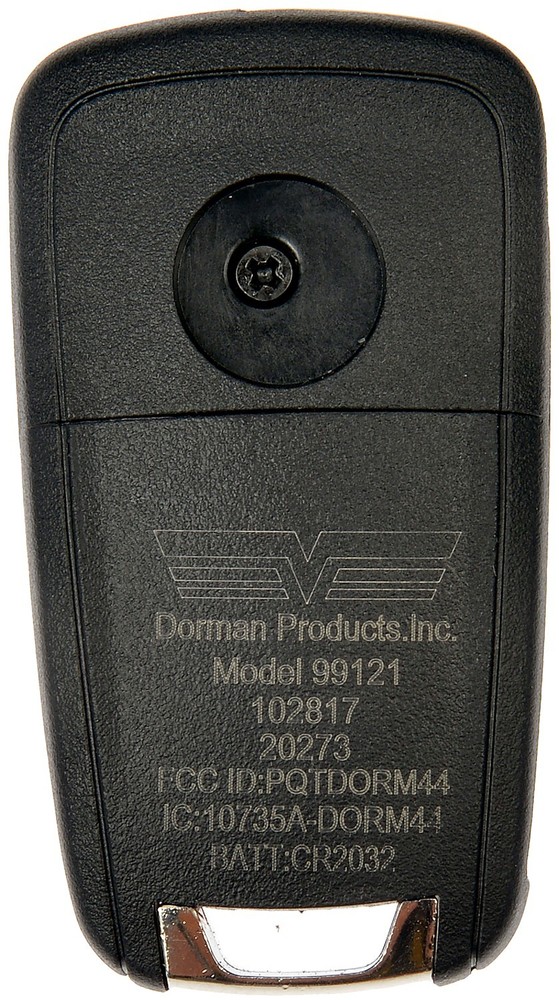 Dorman Products.Inc.
Model 99121
102817
20273
FCC ID:PQTDORM44
IC:10735A-DORM44
BATT:CR2032